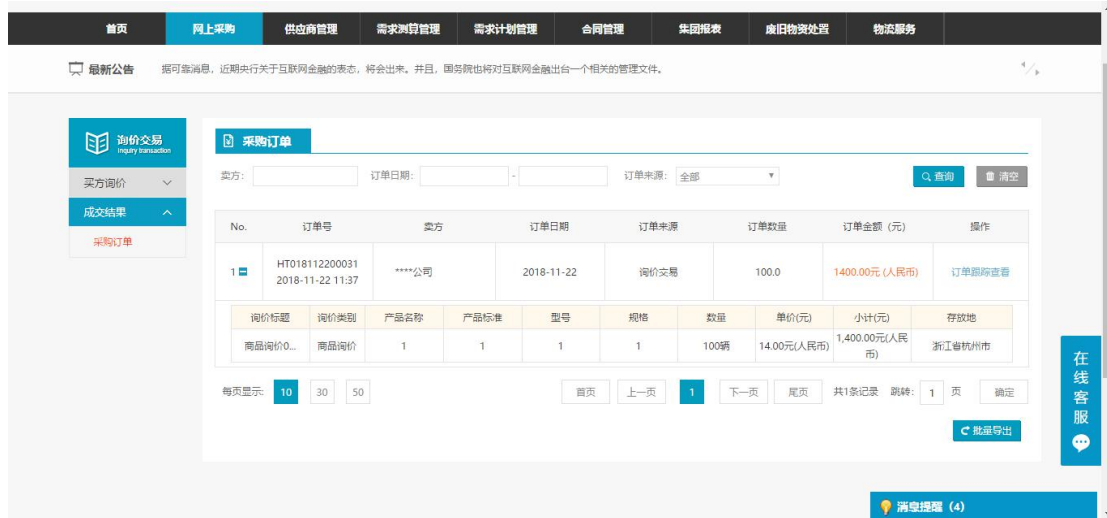 首页 网上采购 供应商管理 需求测算管理 需求计划管理 合同管理 集团报表 废旧物资处置 物流服务
最新公告 据可靠消息，近期央行关于互联网金融的表态，将会出来。并且，国务院也将对互联网金融出台一个相关的管理文件。
询价交易
Inquiry transaction
买方询价
成交结果
采购订单
采购订单
卖方： 订单日期： - 订单来源： 全部 查询 清空
No. 订单号 卖方 订单日期 订单来源 订单数量 订单金额（元） 操作
1 HT018112200031
2018-11-22 11:37 ****公司 2018-11-22 询价交易 100.0 1400.00元 (人民币) 订单跟踪查看
询价标题 询价类别 产品名称 产品标准 型号 规格 数量 单价(元) 小计(元) 存放地
商品询价0... 商品询价 1 1 1 1 100辆 14.00元(人民币) 1,400.00元(人民
币) 浙江省杭州市
每页显示: 10 30 50 首页 上一页 1 下一页 尾页 共1条记录 跳转: 1 页 确定
批量导出
在线客服
消息提醒（4）